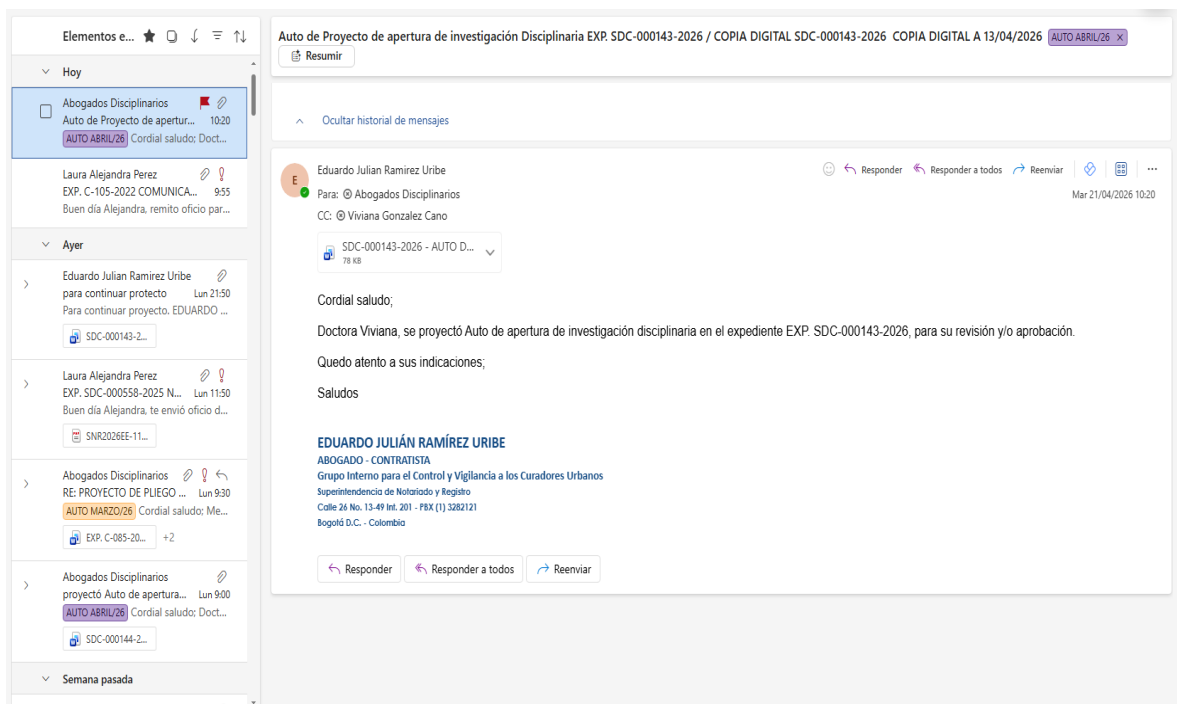 Elementos e...
Hoy
Abogados Disciplinarios
Auto de Proyecto de apertur... 10:20
AUTO ABRIL/26 Cordial saludo; Doct...
Laura Alejandra Perez
EXP. C-105-2022 COMUNICA... 9:55
Buen día Alejandra, remito oficio par...
Ayer
Eduardo Julian Ramirez Uribe
para continuar protecto Lun 21:50
Para continuar proyecto. EDUARDO ...
SDC-000143-2...
Laura Alejandra Perez
EXP. SDC-000558-2025 N... Lun 11:50
Buen día Alejandra, te envió oficio d...
SNR2026EE-11...
Abogados Disciplinarios
RE: PROYECTO DE PLIEGO ... Lun 9:30
AUTO MARZO/26 Cordial saludo; Me...
EXP. C-085-20... +2
Abogados Disciplinarios
proyectó Auto de apertura... Lun 9:00
AUTO ABRIL/26 Cordial saludo; Doct...
SDC-000144-2...
Semana pasada
Auto de Proyecto de apertura de investigación Disciplinaria EXP. SDC-000143-2026 / COPIA DIGITAL SDC-000143-2026 COPIA DIGITAL A 13/04/2026 AUTO ABRIL/26 ×
Resumir
Ocultar historial de mensajes
E
Eduardo Julian Ramirez Uribe
Responder Responder a todos Reenviar ...
Para: Abogados Disciplinarios
Mar 21/04/2026 10:20
CC: Viviana Gonzalez Cano
SDC-000143-2026 - AUTO D...
78 KB
Cordial saludo;
Doctora Viviana, se proyectó Auto de apertura de investigación disciplinaria en el expediente EXP. SDC-000143-2026, para su revisión y/o aprobación.
Quedo atento a sus indicaciones;
Saludos
EDUARDO JULIÁN RAMÍREZ URIBE
ABOGADO - CONTRATISTA
Grupo Interno para el Control y Vigilancia a los Curadores Urbanos
Superintendencia de Notariado y Registro
Calle 26 No. 13-49 Int. 201 - PBX (1) 3282121
Bogotá D.C. - Colombia
Responder Responder a todos Reenviar